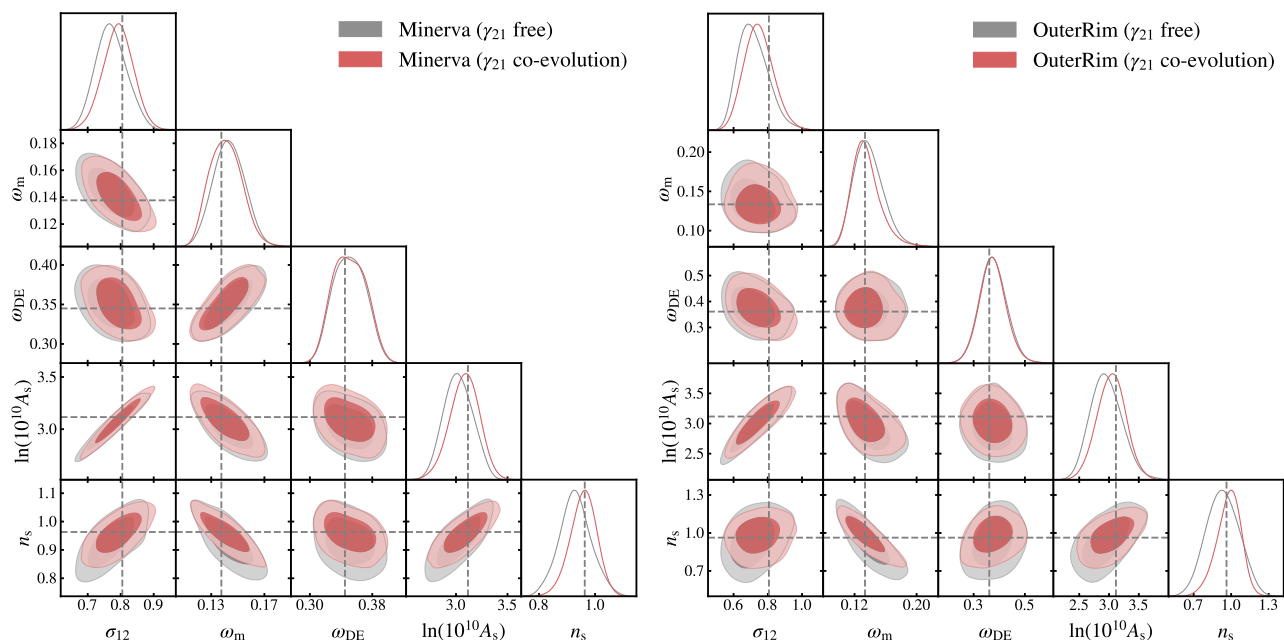 Minerva (γ21 free)
Minerva (γ21 co-evolution)
0.18
0.16
0.14
0.12
ωm
0.40
0.35
0.30
ωDE
3.5
3.0
ln(10^10 As)
1.1
1.0
0.9
0.8
ns
0.7 0.8 0.9
0.13 0.17
0.30 0.38
3.0 3.5
0.8 1.0
σ12 ωm ωDE ln(10^10 As) ns
OuterRim (γ21 free)
OuterRim (γ21 co-evolution)
0.20
0.15
0.10
ωm
0.5
0.4
0.3
ωDE
3.5
3.0
2.5
ln(10^10 As)
1.3
1.0
0.7
ns
0.6 0.8 1.0
0.12 0.20
0.3 0.5
2.5 3.0 3.5
0.7 1.0 1.3
σ12 ωm ωDE ln(10^10 As) ns